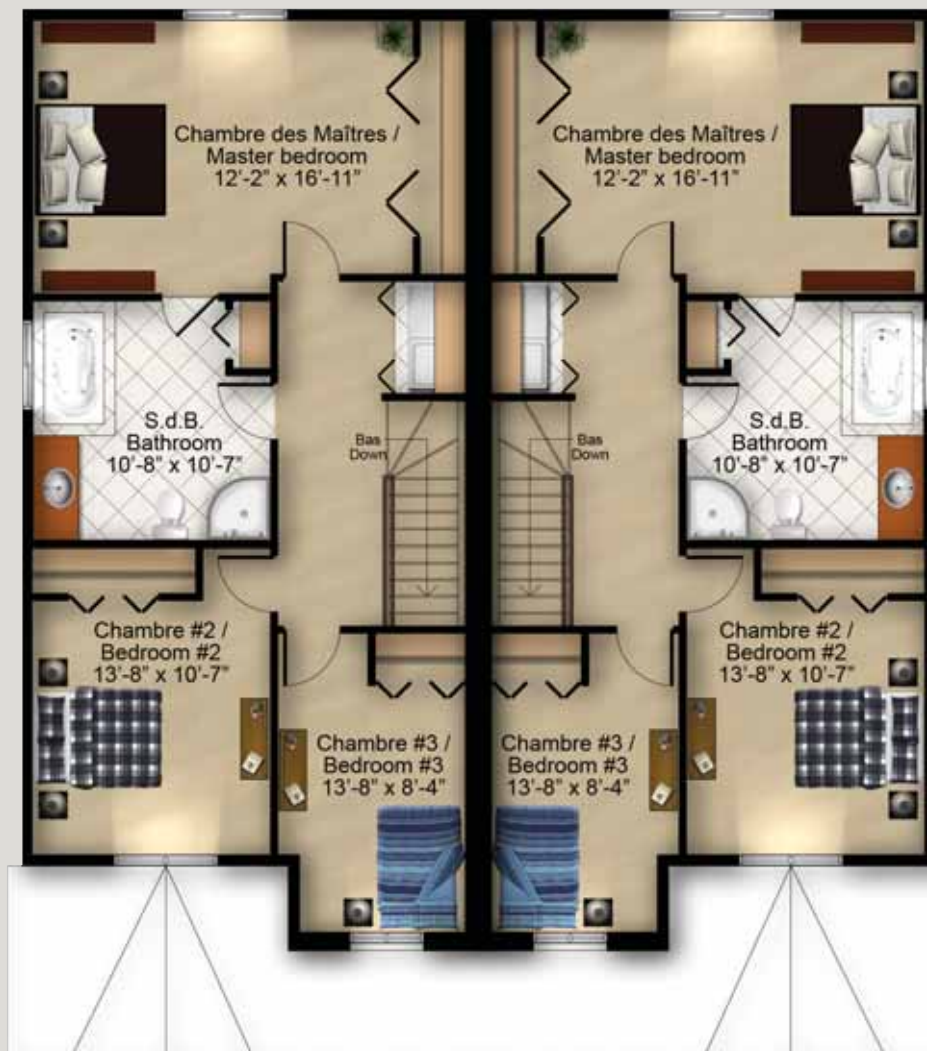 Chambre des Maîtres /
Master bedroom
12'-2" x 16'-11"
Chambre des Maîtres /
Master bedroom
12'-2" x 16'-11"
S.d.B.
Bathroom
10'-8" x 10'-7"
Bas
Down
Bas
Down
S.d.B.
Bathroom
10'-8" x 10'-7"
Chambre #2 /
Bedroom #2
13'-8" x 10'-7"
Chambre #2 /
Bedroom #2
13'-8" x 10'-7"
Chambre #3 /
Bedroom #3
13'-8" x 8'-4"
Chambre #3 /
Bedroom #3
13'-8" x 8'-4"